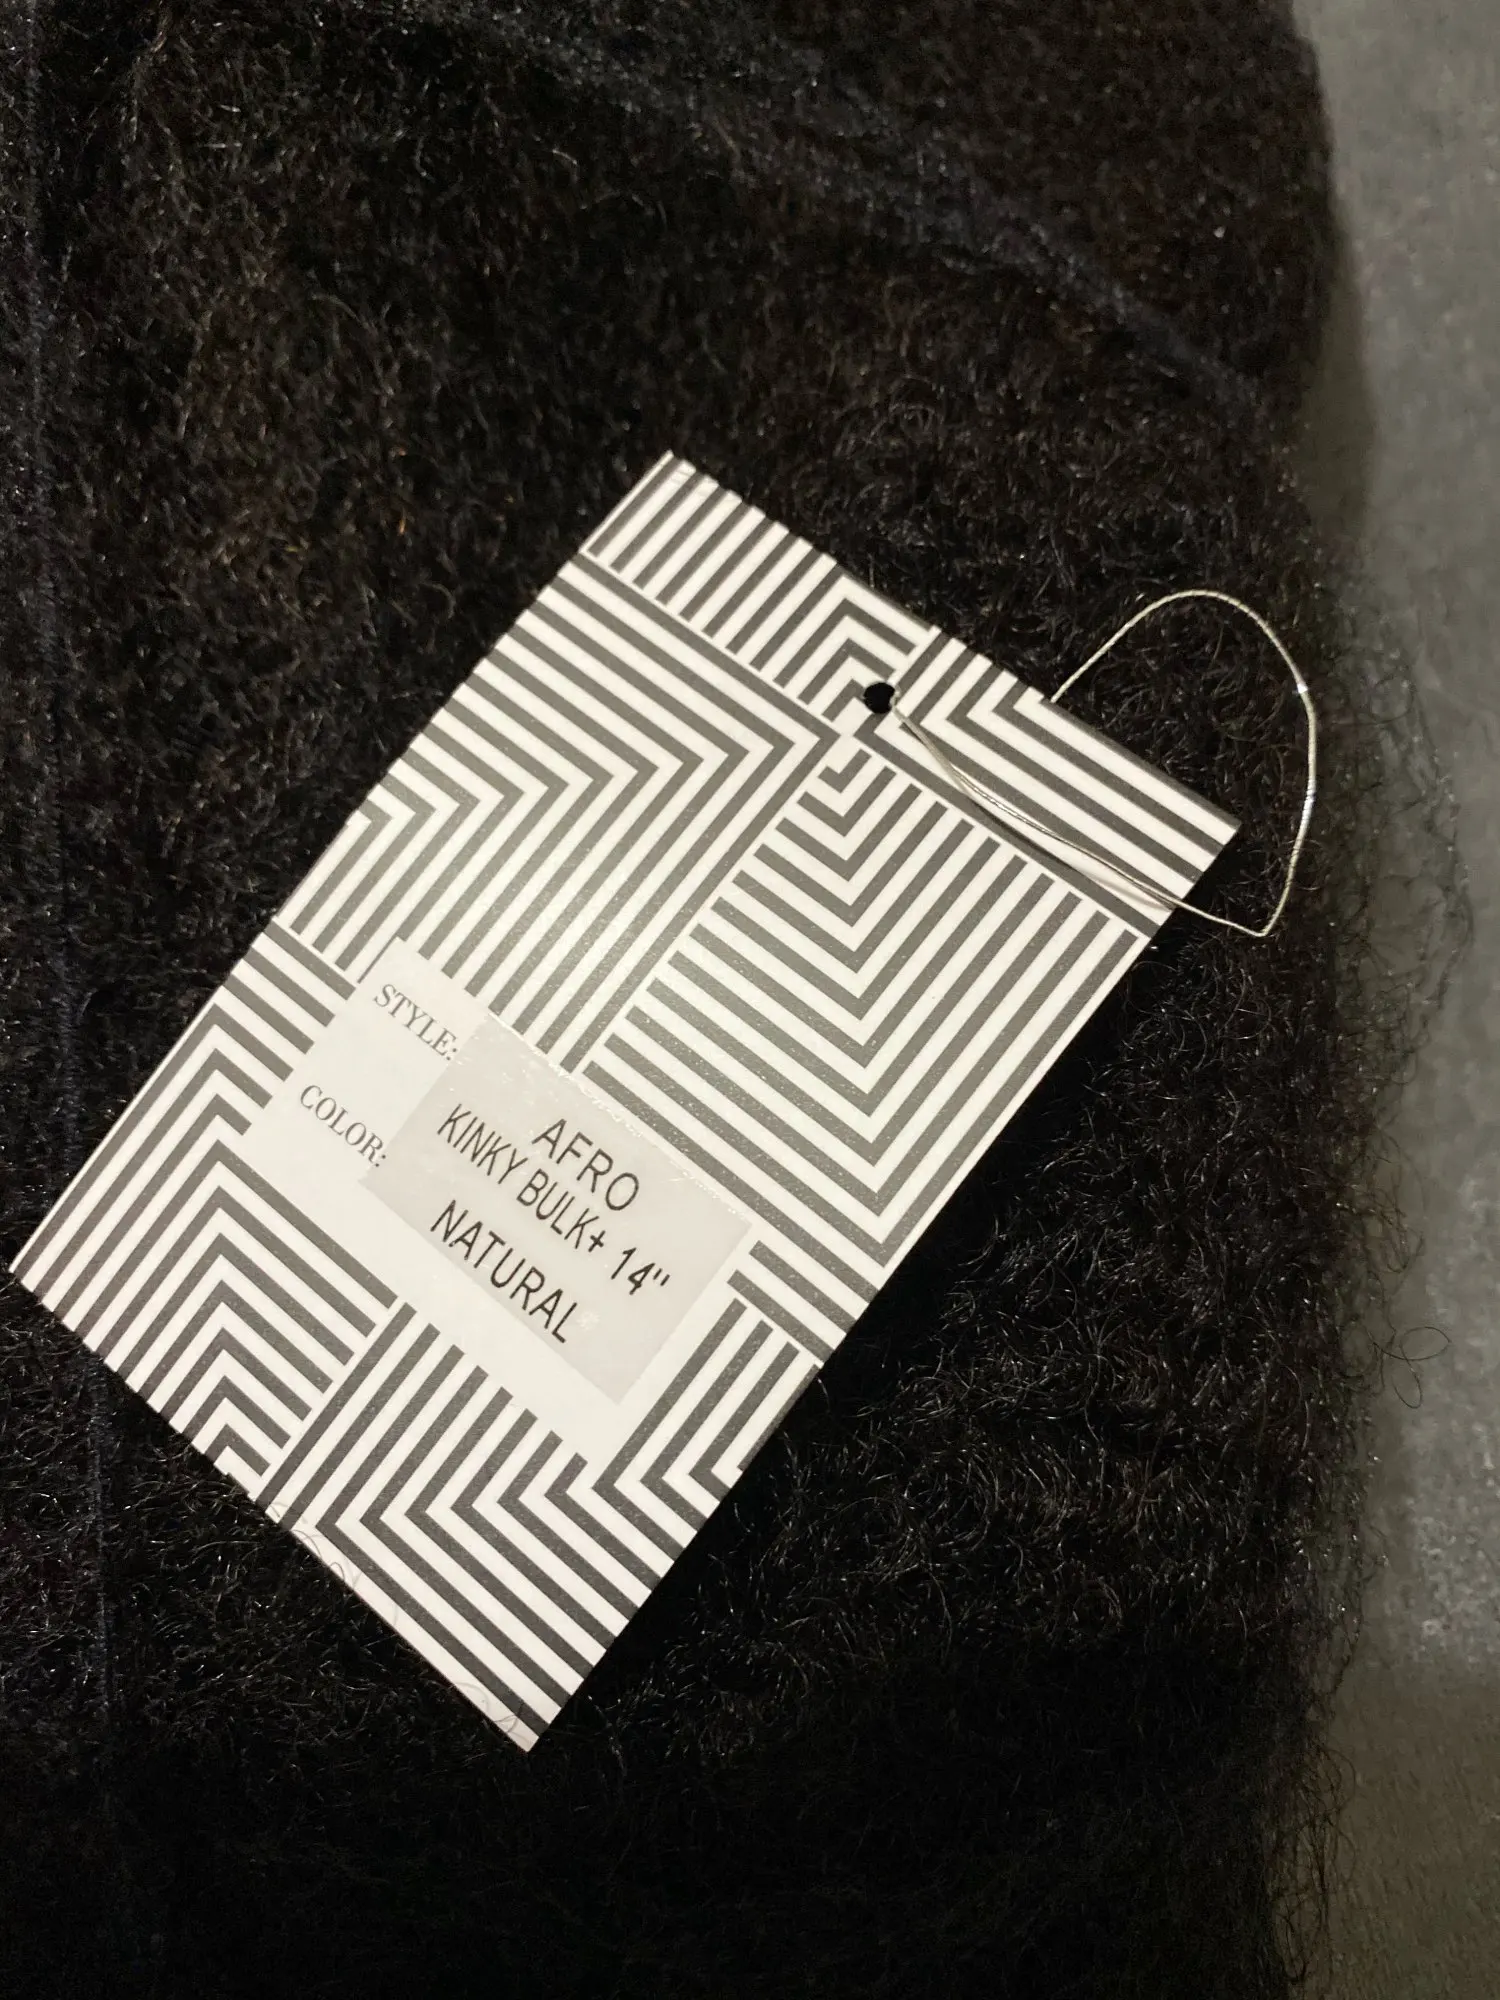 STYLE:
AFRO
KINKY BULK+ 14"
COLOR:
NATURAL